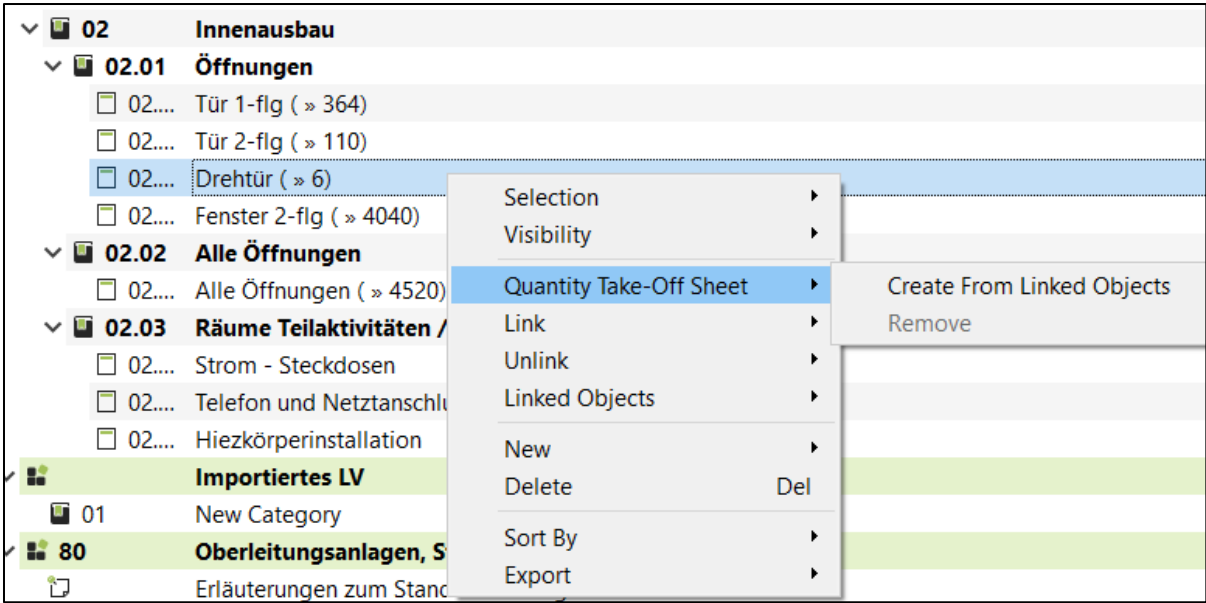 02 Innenausbau
02.01 Öffnungen
02.... Tür 1-flg ( » 364)
02.... Tür 2-flg ( » 110)
02.... Drehtür ( » 6)
02.... Fenster 2-flg ( » 4040)
02.02 Alle Öffnungen
02.... Alle Öffnungen ( » 4520)
02.03 Räume Teilaktivitäten /
02.... Strom - Steckdosen
02.... Telefon und Netztanschlu
02.... Hiezkörperinstallation
Importiertes LV
01 New Category
80 Oberleitungsanlagen, S
Erläuterungen zum Stand
Selection
Visibility
Quantity Take-Off Sheet
Link
Unlink
Linked Objects
New
Delete Del
Sort By
Export
Create From Linked Objects
Remove